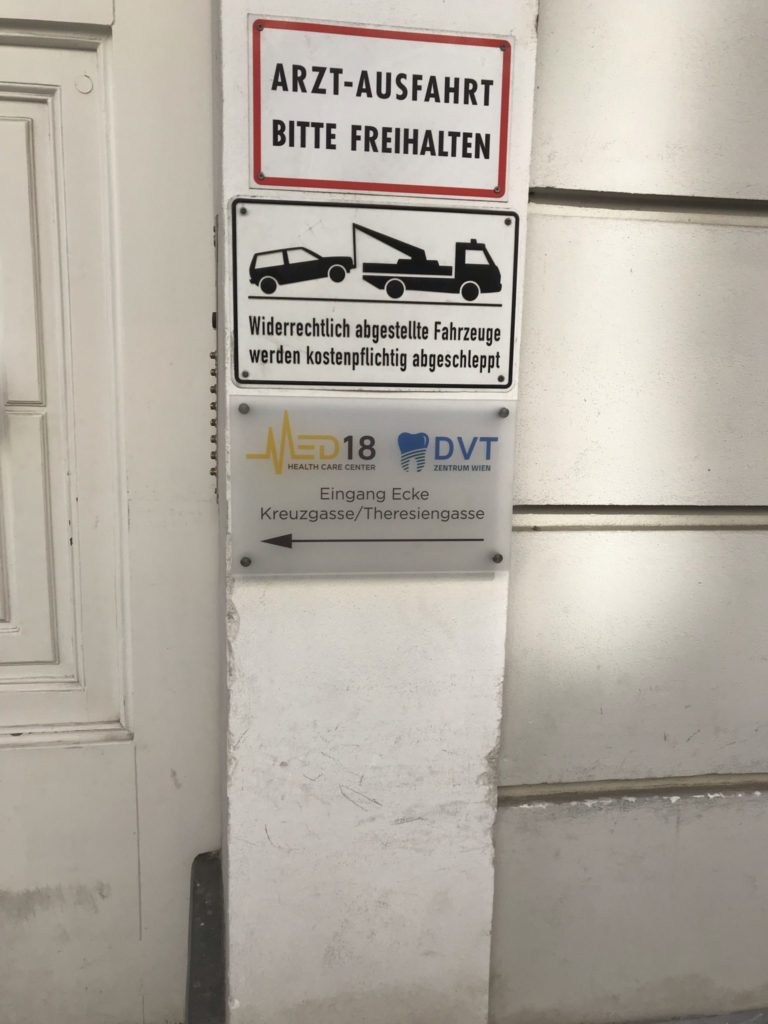 ARZT-AUSFAHRT
BITTE FREIHALTEN
Widerrechtlich abgestellte Fahrzeuge
werden kostenpflichtig abgeschleppt
MED18 DVT
HEALTH CARE CENTER ZENTRUM WIEN
Eingang Ecke
Kreuzgasse/Theresiengasse